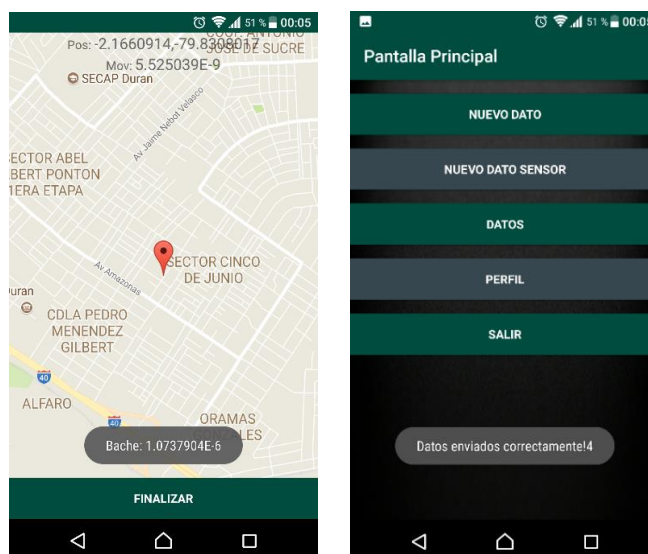 51 % 00:05
COOP. ANTONIO
Pos: -2.1660914,-79.8308017
JOSE DE SUCRE
Mov: 5.525039E-9
SECAP Duran
Av Jaime Nebot Velasco
SECTOR ABEL
BERT PONTON
1ERA ETAPA
SECTOR CINCO
DE JUNIO
Av Amazonas
Duran
CDLA PEDRO
MENENDEZ
GILBERT
40
ALFARO
40
ORAMAS
GONZALES
Bache: 1.0737904E-6
FINALIZAR
51 % 00:05
Pantalla Principal
NUEVO DATO
NUEVO DATO SENSOR
DATOS
PERFIL
SALIR
Datos enviados correctamente!4